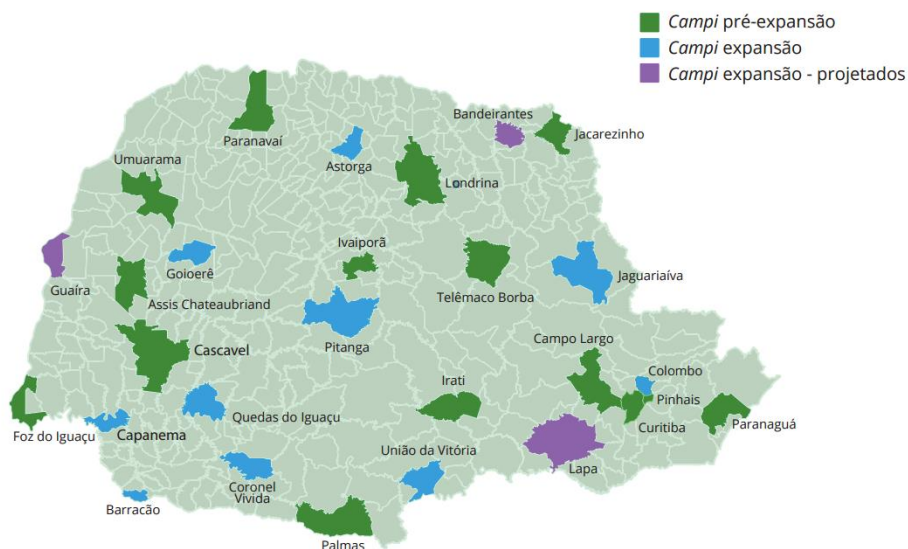 Campi pré-expansão
Campi expansão
Campi expansão - projetados
Bandeirantes
Jacarezinho
Paranavaí
Astorga
Umuarama
Londrina
Ivaiporã
Goioerê
Guaíra
Jaguariaíva
Telêmaco Borba
Assis Chateaubriand
Pitanga
Cascavel
Campo Largo
Colombo
Irati
Pinhais
Quedas do Iguaçu
Paranaguá
Curitiba
Foz do Iguaçu
Capanema
União da Vitória
Lapa
Coronel
Vivida
Barracão
Palmas